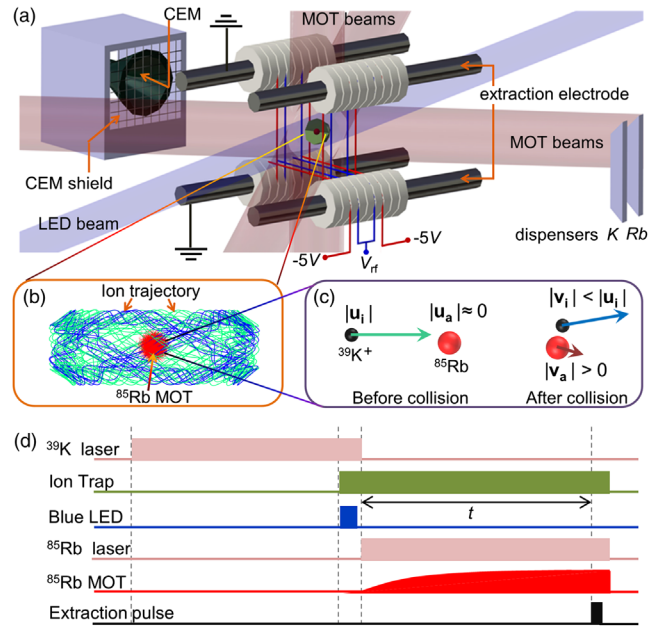 (a)
CEM
MOT beams
extraction electrode
MOT beams
CEM shield
LED beam
-5V
V_rf
-5V
dispensers K Rb
(b)
Ion trajectory
⁸⁵Rb MOT
(c)
|u_i|
|u_a|≈ 0
|v_i| < |u_i|
³⁹K⁺
⁸⁵Rb
|v_a| > 0
Before collision
After collision
(d)
³⁹K laser
Ion Trap
t
Blue LED
⁸⁵Rb laser
⁸⁵Rb MOT
Extraction pulse